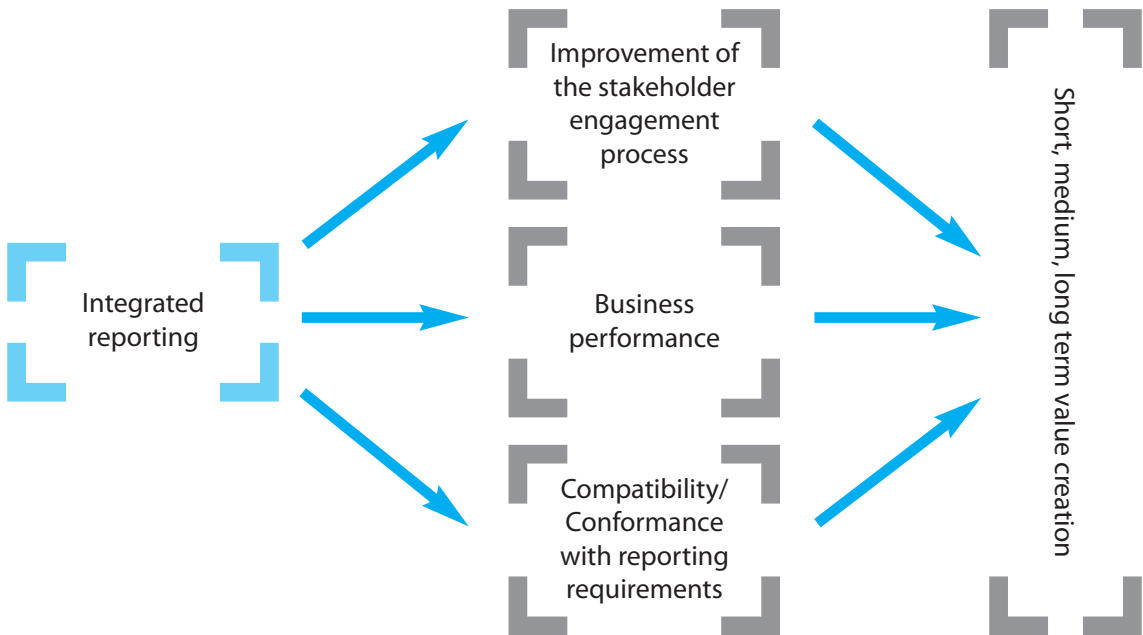 Integrated
reporting
Improvement of
the stakeholder
engagement
process
Business
performance
Compatibility/
Conformance
with reporting
requirements
Short, medium, long term value creation